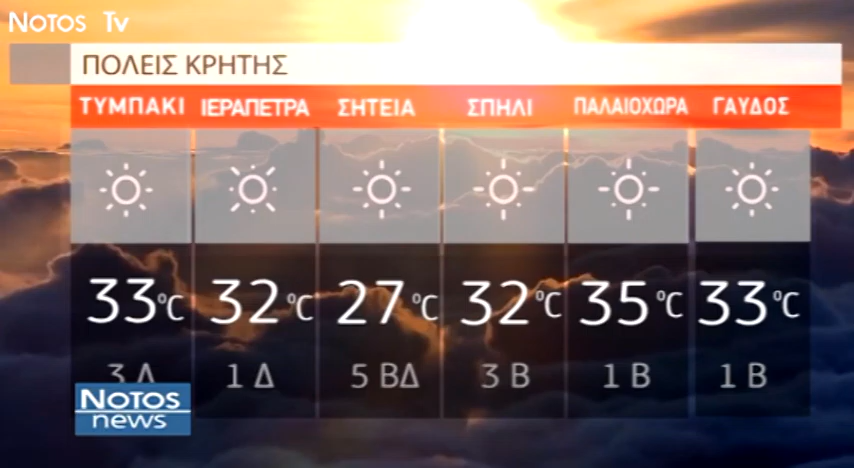 NOTOS TV
ΠΟΛΕΙΣ ΚΡΗΤΗΣ
ΤΥΜΠΑΚΙ ΙΕΡΑΠΕΤΡΑ ΣΗΤΕΙΑ ΣΠΗΛΙ ΠΑΛΑΙΟΧΩΡΑ ΓΑΥΔΟΣ
33°C 32°C 27°C 32°C 35°C 33°C
3 1 Δ 5 ΒΔ 3 Β 1 Β 1 Β
NOTOS
news